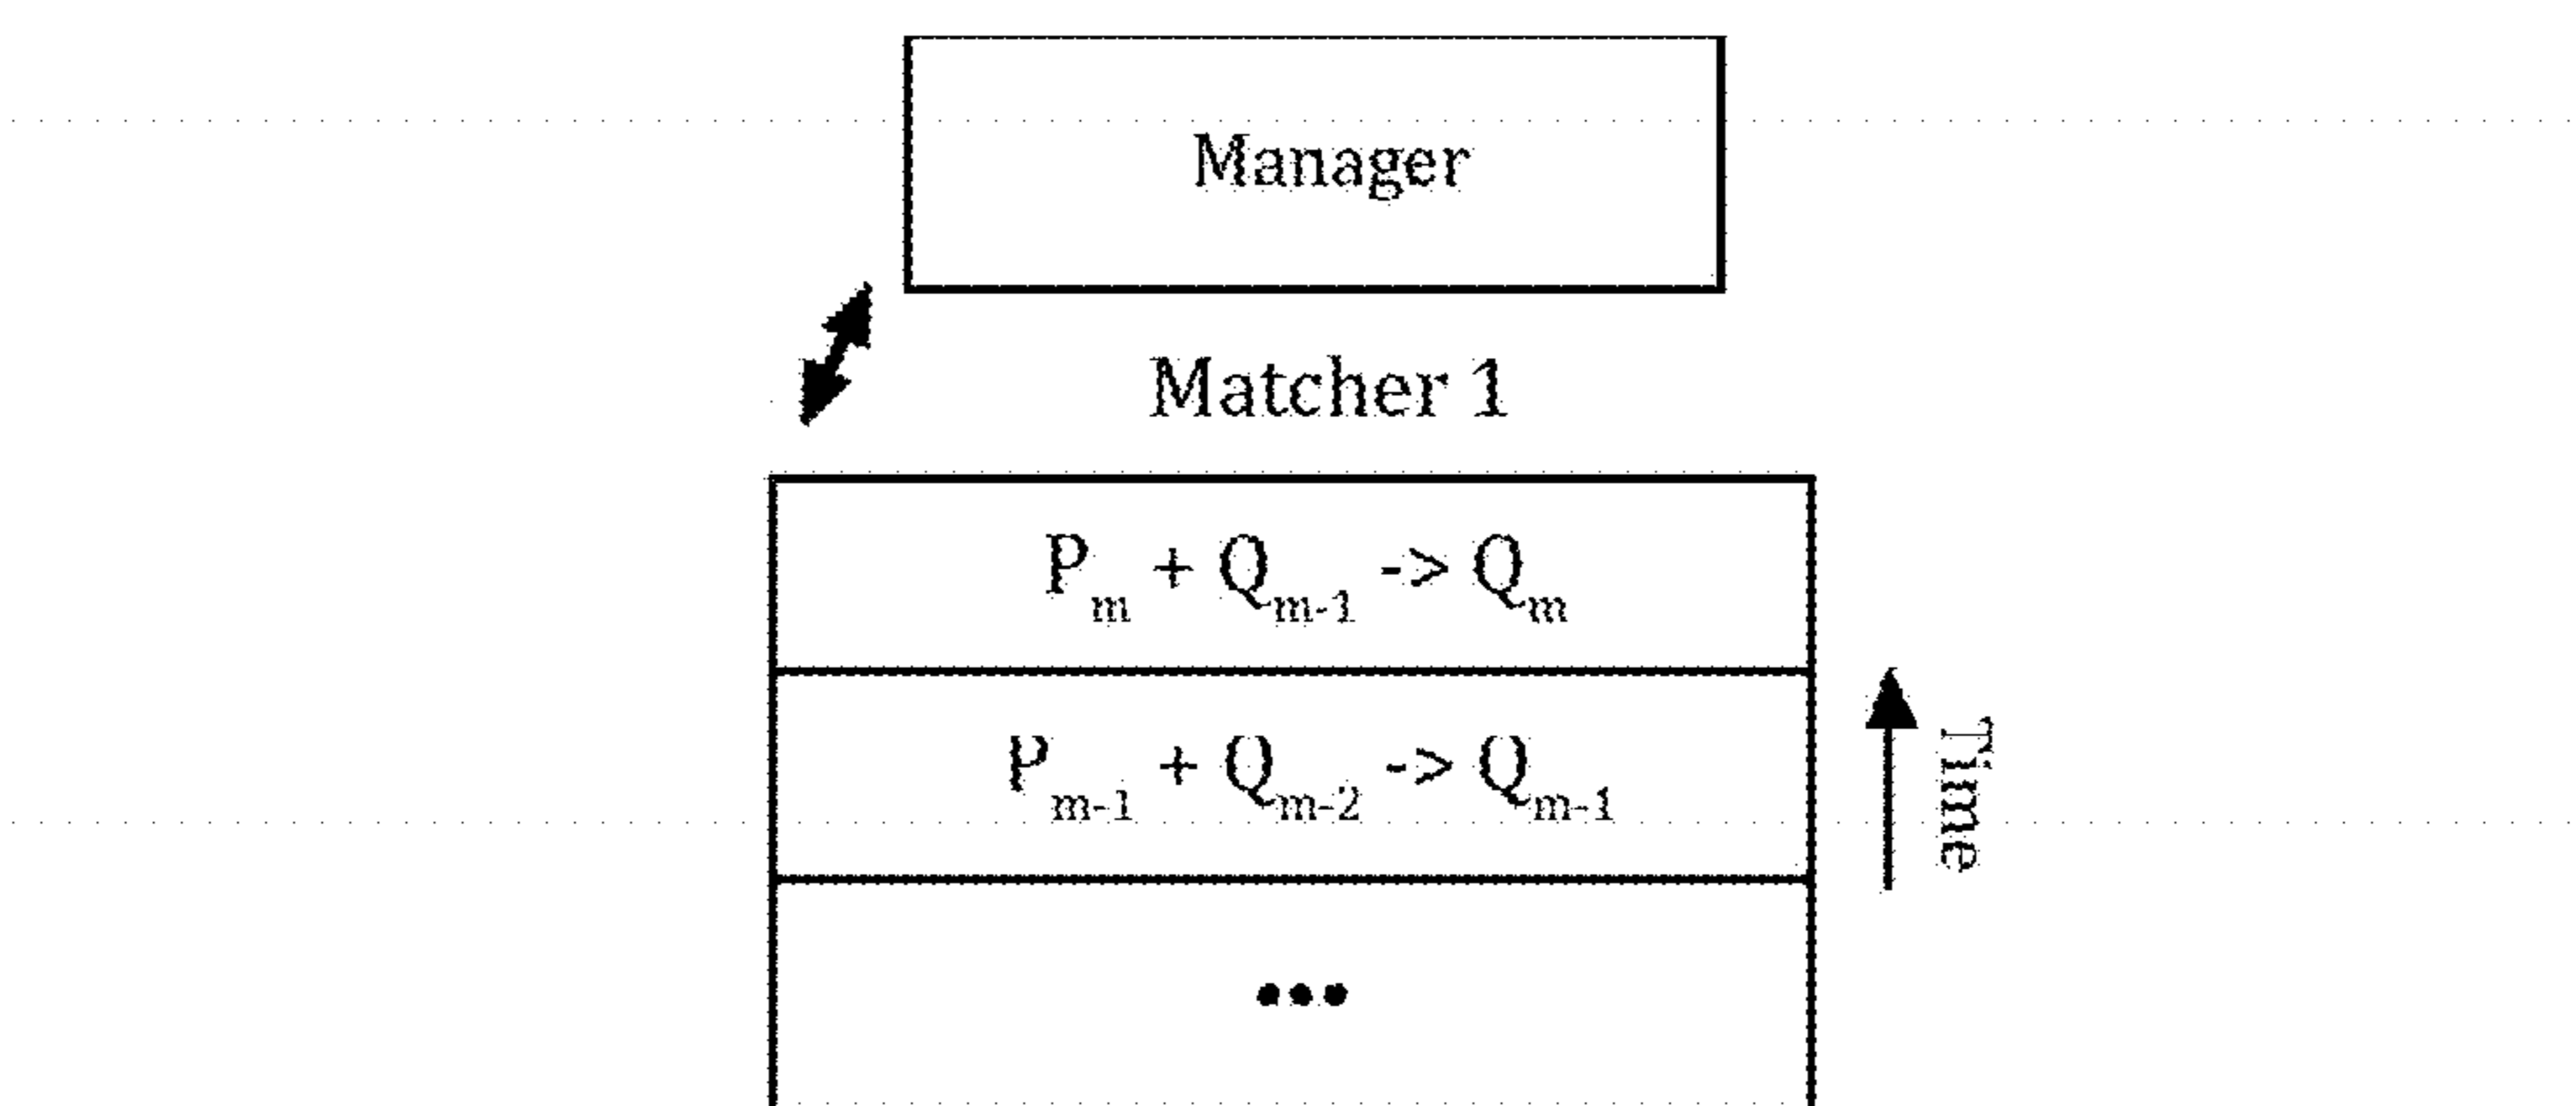 Manager
Matcher 1
Pₘ + Qₘ₋₁ -> Qₘ
Pₘ₋₁ + Qₘ₋₂ -> Qₘ₋₁
Time
•••